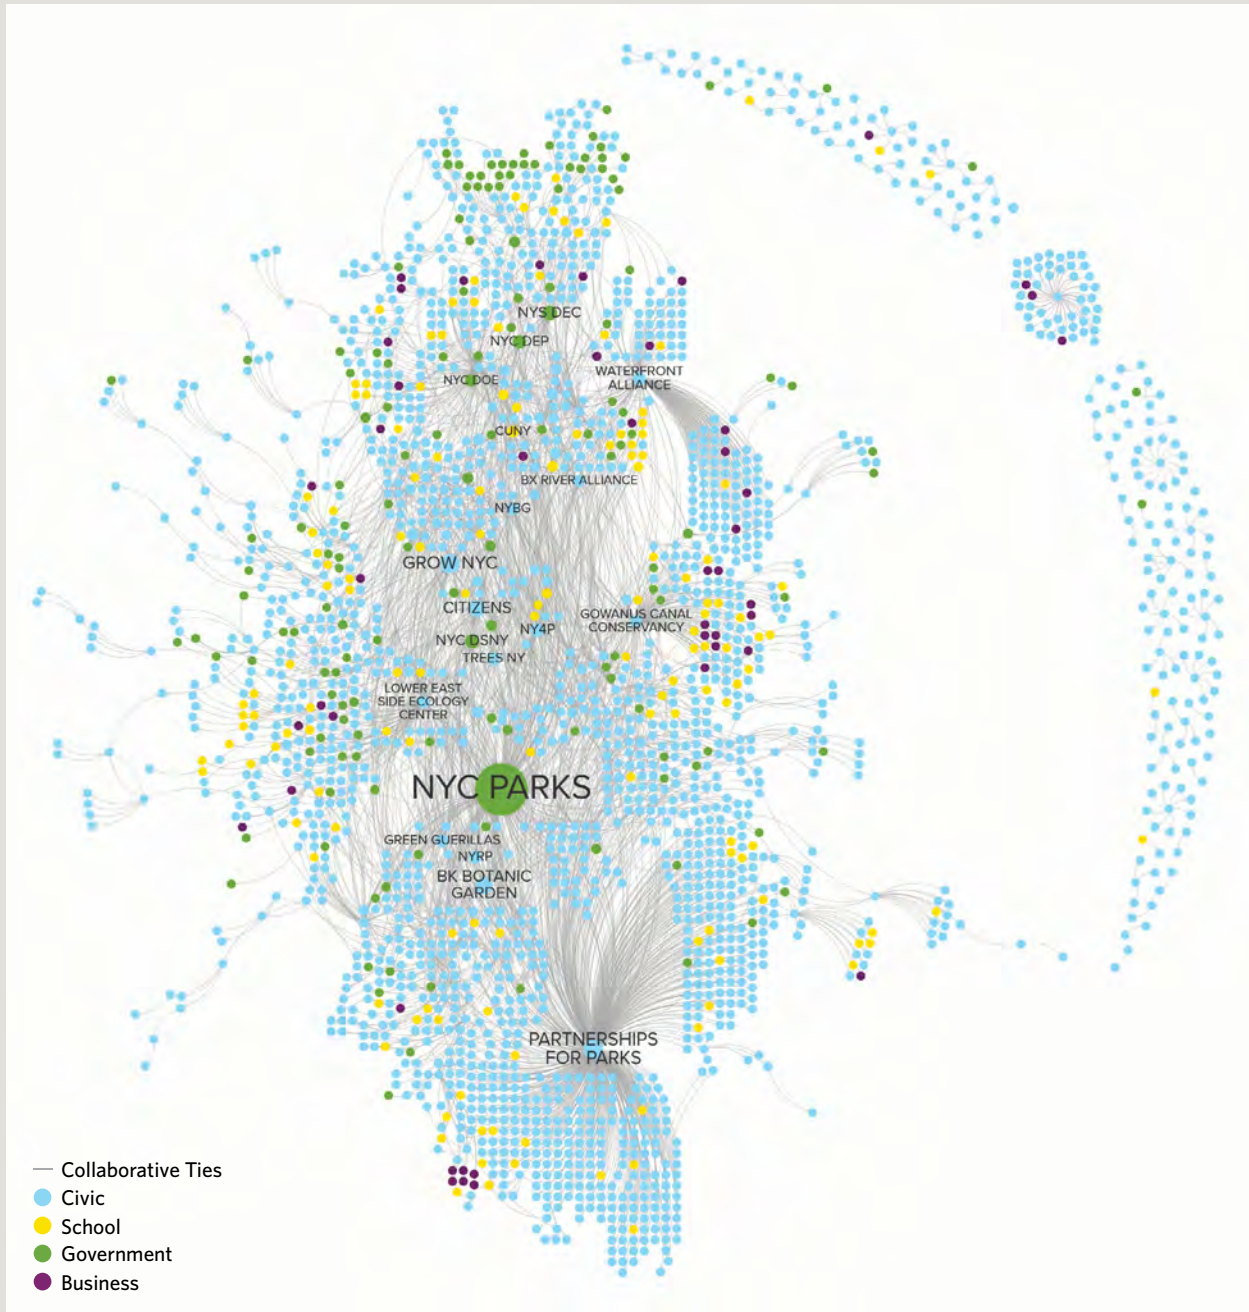 NYS DEC
NYC DEP
NYC DOE
WATERFRONT
ALLIANCE
CUNY
BX RIVER ALLIANCE
NYBG
GROW NYC
CITIZENS
NY4P
GOWANUS CANAL
CONSERVANCY
NYC DSNY
TREES NY
LOWER EAST
SIDE ECOLOGY
CENTER
NYC PARKS
GREEN GUERILLAS
NYRP
BK BOTANIC
GARDEN
PARTNERSHIPS
FOR PARKS
Collaborative Ties
Civic
School
Government
Business